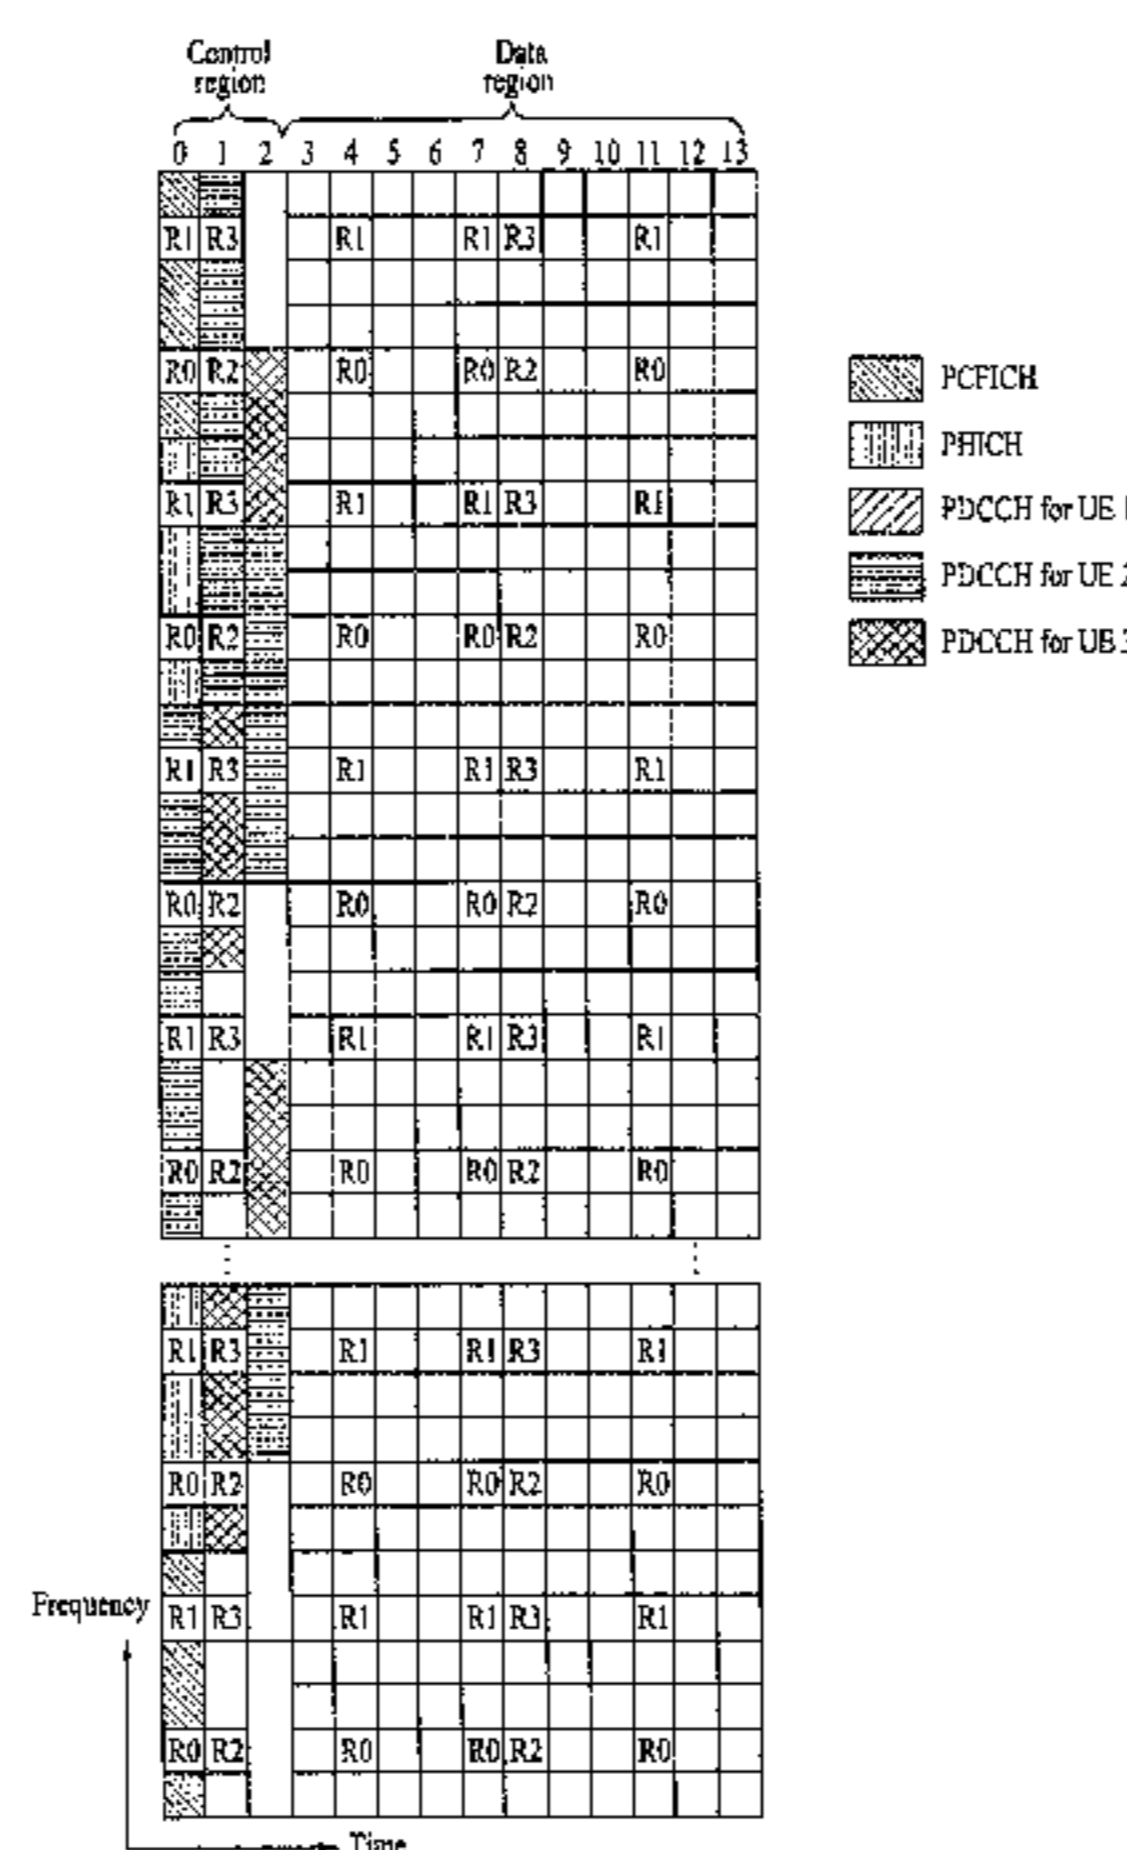 Control region
Data region
0 1 2 3 4 5 6 7 8 9 10 11 12 13
R1 R3 R1 R1 R3 R1
R0 R2 R0 R0 R2 R0
R1 R3 R1 R1 R3 R1
R0 R2 R0 R0 R2 R0
R1 R3 R1 R1 R3 R1
R0 R2 R0 R0 R2 R0
R1 R3 R1 R1 R3 R1
R0 R2 R0 R0 R2 R0
R1 R3 R1 R1 R3 R1
R0 R2 R0 R0 R2 R0
R1 R3 R1 R1 R3 R1
R0 R2 R0 R0 R2 R0
PCFICH
PHICH
PDCCH for UE 1
PDCCH for UE 2
PDCCH for UE 3
Frequency
Time